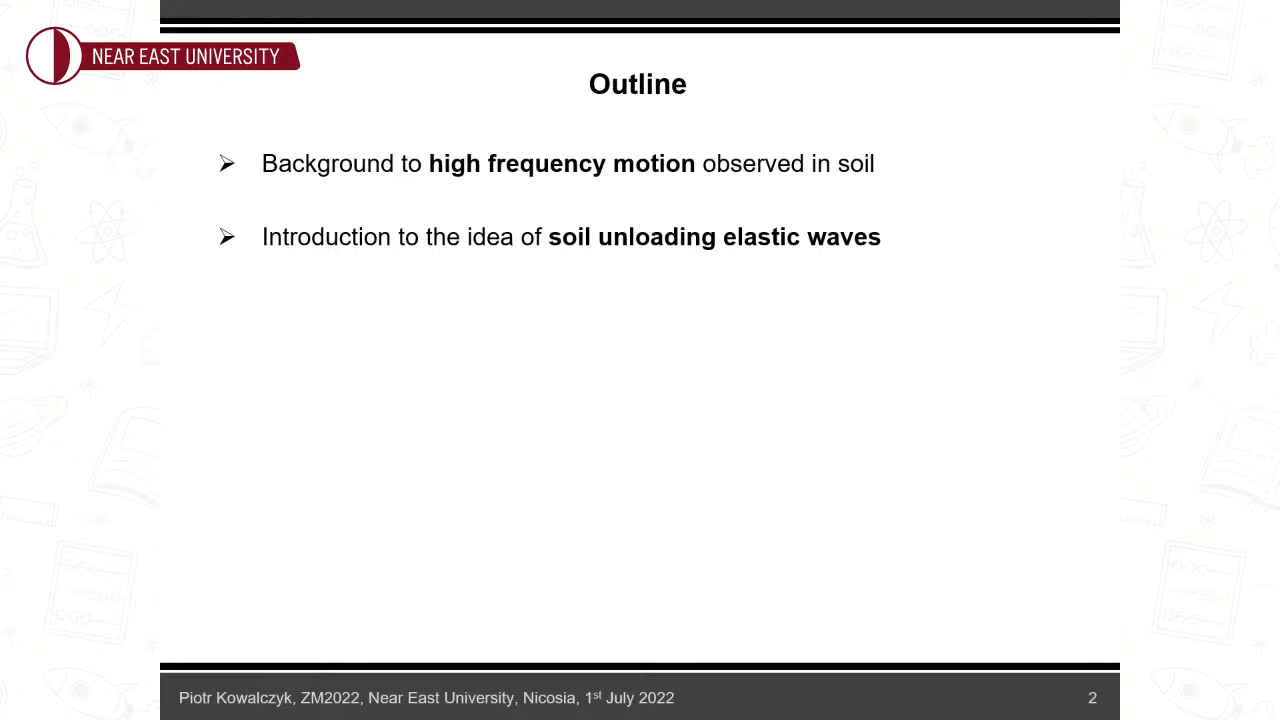 NEAR EAST UNIVERSITY
Outline
➢ Background to high frequency motion observed in soil
➢ Introduction to the idea of soil unloading elastic waves
Piotr Kowalczyk, ZM2022, Near East University, Nicosia, 1st July 2022
2